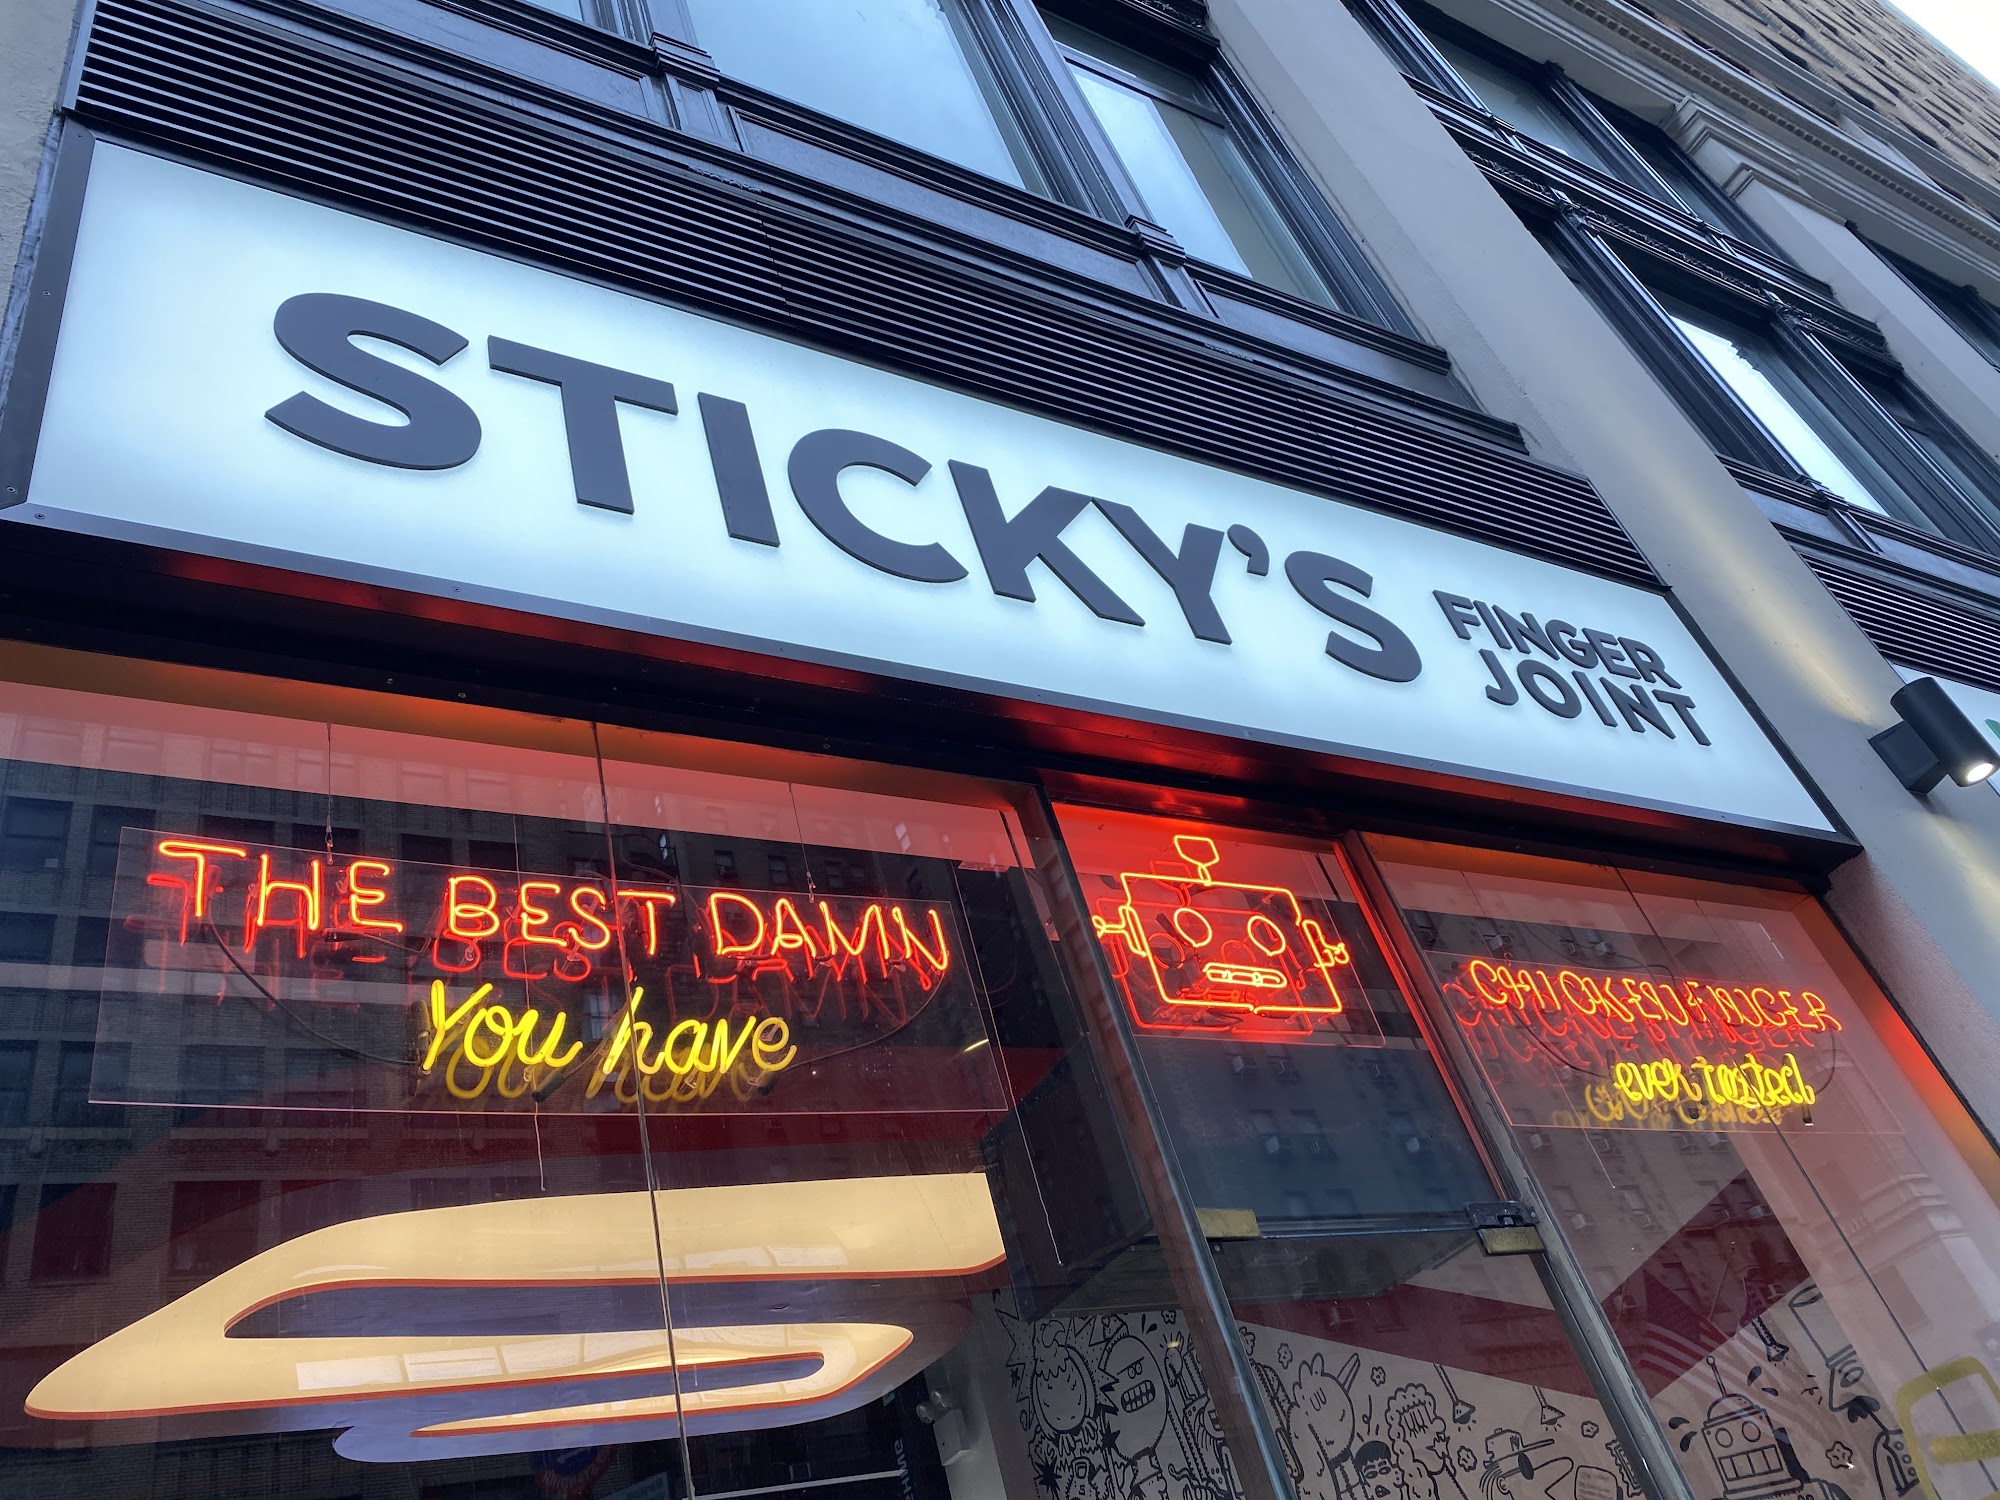 STICKY'S
FINGER
JOINT
THE BEST DAMN
You have
CHICKEN FINGER
ever tasted